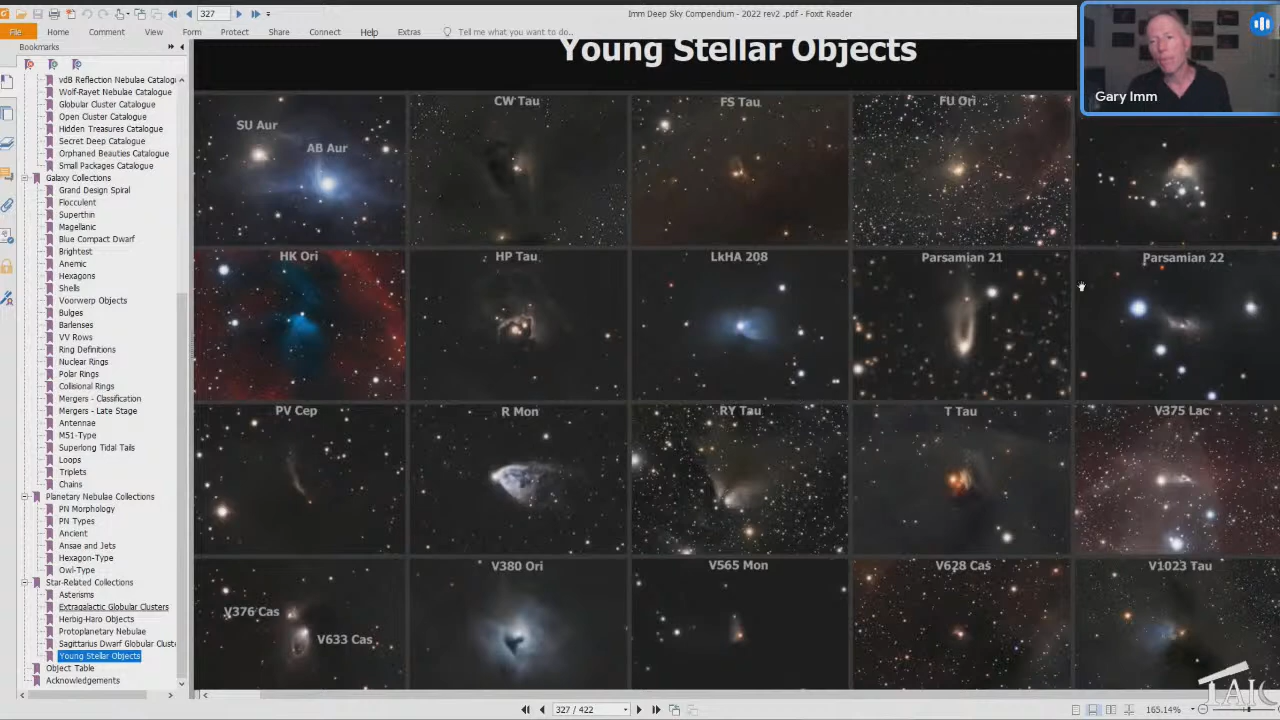 327
Imm Deep Sky Compendium - 2022 rev2 .pdf - Foxit Reader
File Home Comment View Form Protect Share Connect Help Extras Tell me what you want to do...
Bookmarks
vdB Reflection Nebulae Catalogu
Wolf-Rayet Nebulae Catalogue
Globular Cluster Catalogue
Open Cluster Catalogue
Hidden Treasures Catalogue
Secret Deep Catalogue
Orphaned Beauties Catalogue
Small Packages Catalogue
Galaxy Collections
Grand Design Spiral
Flocculent
Superthin
Magellanic
Blue Compact Dwarf
Brightest
Anemic
Hexagons
Shells
Voorwerp Objects
Bulges
Barlenses
VV Rows
Ring Definitions
Nuclear Rings
Polar Rings
Collisional Rings
Mergers - Classification
Mergers - Late Stage
Antennae
M51-Type
Superlong Tidal Tails
Loops
Triplets
Chains
Planetary Nebulae Collections
PN Morphology
PN Types
Ancient
Ansae and Jets
Hexagon-Type
Owl-Type
Star-Related Collections
Asterisms
Extragalactic Globular Clusters
Herbig-Haro Objects
Protoplanetary Nebulae
Sagittarius Dwarf Globular Cluste
Young Stellar Objects
Object Table
Acknowledgements
Young Stellar Objects
Gary Imm
SU Aur
AB Aur
CW Tau
FS Tau
FU Ori
HK Ori
HP Tau
LkHA 208
Parsamian 21
Parsamian 22
PV Cep
R Mon
RY Tau
T Tau
V375 Lac
V376 Cas
V633 Cas
V380 Ori
V565 Mon
V628 Cas
V1023 Tau
TAIC
327 / 422
165.14%